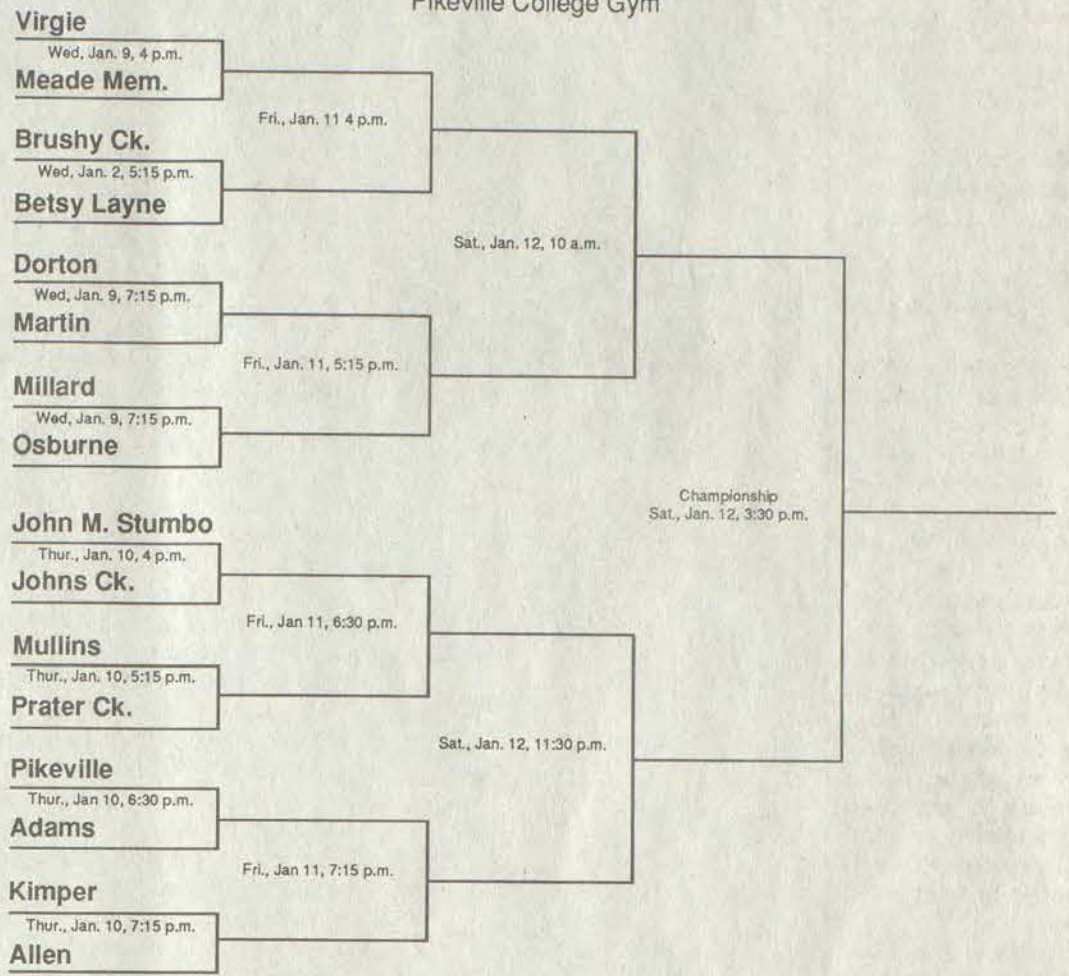 Pikeville College Gym
Virgie
Wed, Jan. 9, 4 p.m.
Meade Mem.
Fri., Jan. 11 4 p.m.
Brushy Ck.
Wed, Jan. 2, 5:15 p.m.
Betsy Layne
Sat., Jan. 12, 10 a.m.
Dorton
Wed, Jan. 9, 7:15 p.m.
Martin
Fri., Jan. 11, 5:15 p.m.
Millard
Wed, Jan. 9, 7:15 p.m.
Osburne
Championship
Sat., Jan. 12, 3:30 p.m.
John M. Stumbo
Thur., Jan. 10, 4 p.m.
Johns Ck.
Fri., Jan 11, 6:30 p.m.
Mullins
Thur., Jan. 10, 5:15 p.m.
Prater Ck.
Sat., Jan. 12, 11:30 p.m.
Pikeville
Thur., Jan 10, 6:30 p.m.
Adams
Fri., Jan 11, 7:15 p.m.
Kimper
Thur., Jan. 10, 7:15 p.m.
Allen